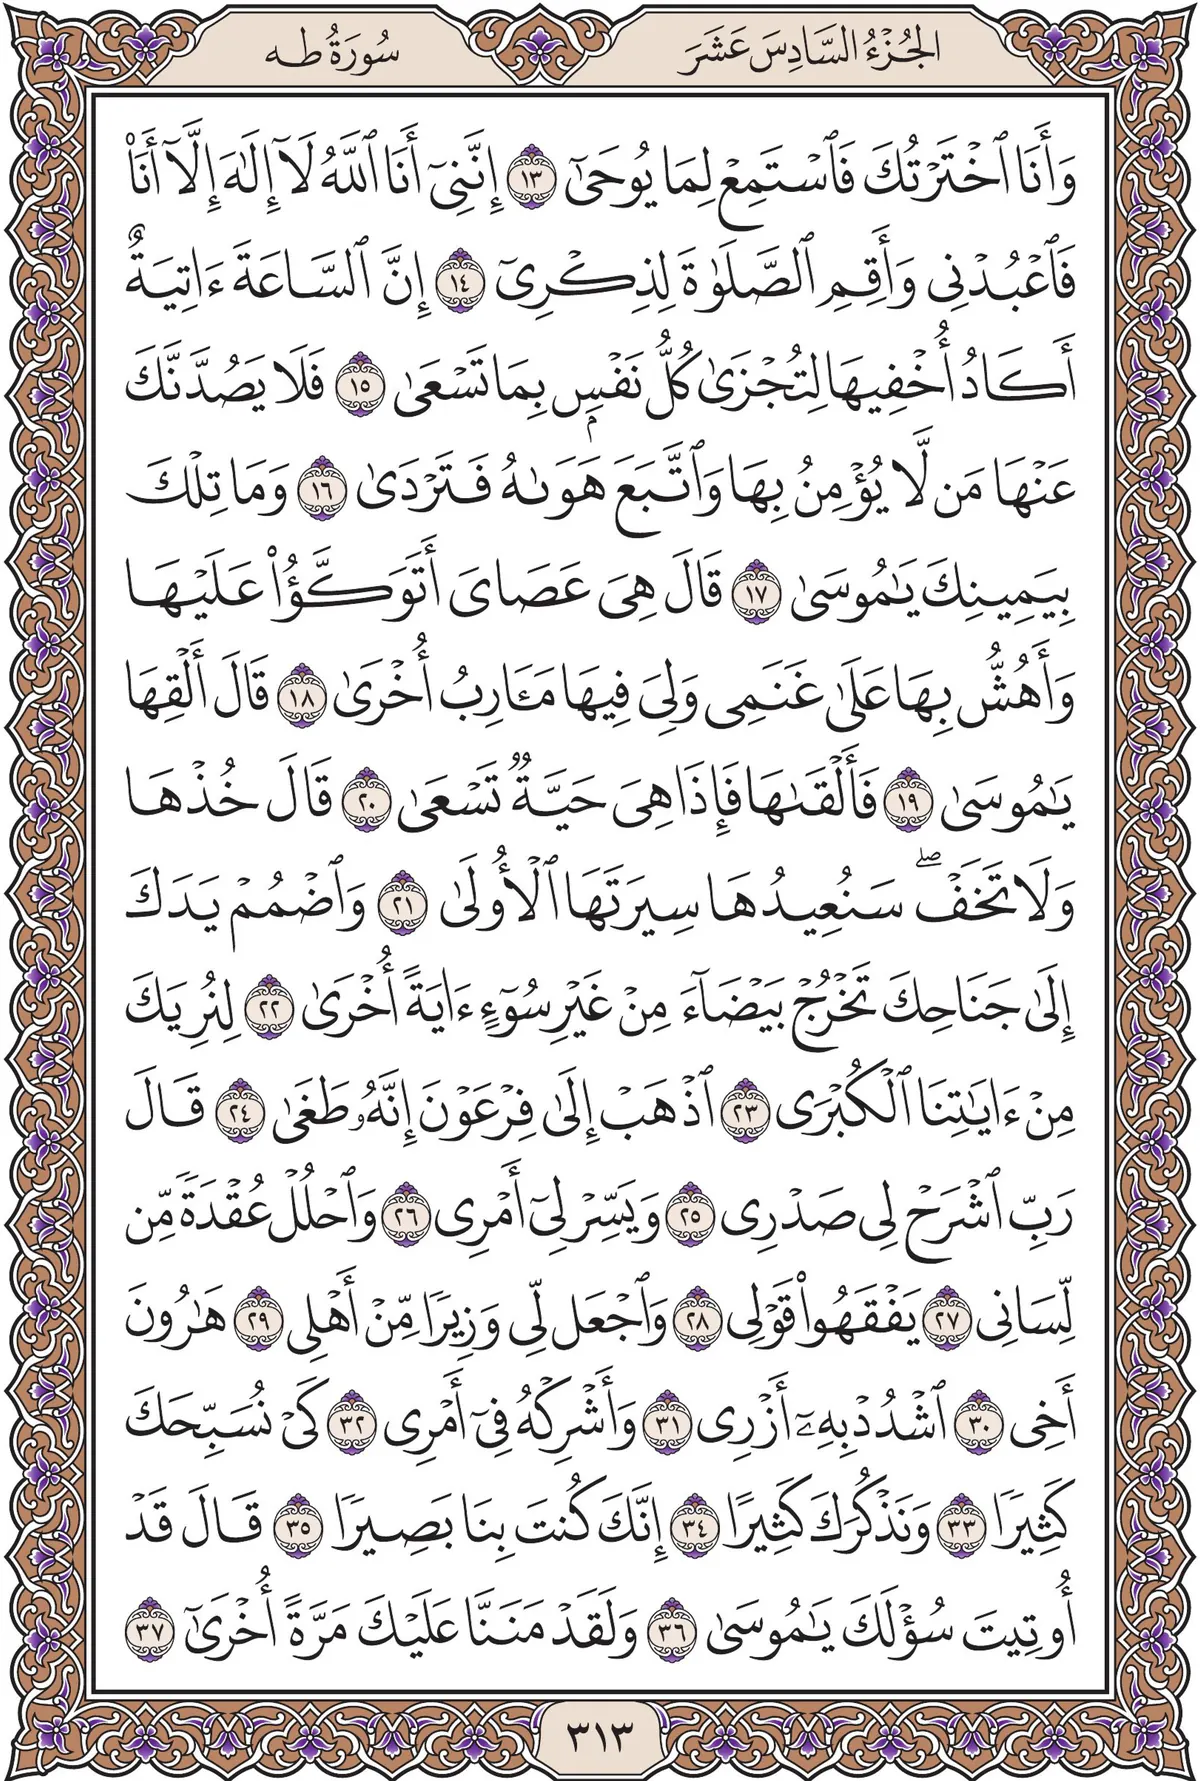 الجُزْءُ السَّادِسَ عَشَرَ
سُورَةُ طه
وَأَنَا ٱخْتَرْتُكَ فَٱسْتَمِعْ لِمَا يُوحَىٰٓ ١٣ إِنَّنِىٓ أَنَا ٱللَّهُ لَآ إِلَٰهَ إِلَّآ أَنَا۠
فَٱعْبُدْنِى وَأَقِمِ ٱلصَّلَوٰةَ لِذِكْرِىٓ ١٤ إِنَّ ٱلسَّاعَةَ ءَاتِيَةٌ
أَكَادُ أُخْفِيهَا لِتُجْزَىٰ كُلُّ نَفْسٍۭ بِمَا تَسْعَىٰ ١٥ فَلَا يَصُدَّنَّكَ
عَنْهَا مَن لَّا يُؤْمِنُ بِهَا وَٱتَّبَعَ هَوَىٰهُ فَتَرْدَىٰ ١٦ وَمَا تِلْكَ
بِيَمِينِكَ يَٰمُوسَىٰ ١٧ قَالَ هِىَ عَصَاىَ أَتَوَكَّؤُا۟ عَلَيْهَا
وَأَهُشُّ بِهَا عَلَىٰ غَنَمِى وَلِىَ فِيهَا مَـَٔارِبُ أُخْرَىٰ ١٨ قَالَ أَلْقِهَا
يَٰمُوسَىٰ ١٩ فَأَلْقَىٰهَا فَإِذَا هِىَ حَيَّةٌ تَسْعَىٰ ٢٠ قَالَ خُذْهَا
وَلَا تَخَفْ ۖ سَنُعِيدُهَا سِيرَتَهَا ٱلْأُولَىٰ ٢١ وَٱضْمُمْ يَدَكَ
إِلَىٰ جَنَاحِكَ تَخْرُجْ بَيْضَآءَ مِنْ غَيْرِ سُوٓءٍ ءَايَةً أُخْرَىٰ ٢٢ لِنُرِيَكَ
مِنْ ءَايَٰتِنَا ٱلْكُبْرَى ٢٣ ٱذْهَبْ إِلَىٰ فِرْعَوْنَ إِنَّهُۥ طَغَىٰ ٢٤ قَالَ
رَبِّ ٱشْرَحْ لِى صَدْرِى ٢٥ وَيَسِّرْ لِىٓ أَمْرِى ٢٦ وَٱحْلُلْ عُقْدَةً مِّن
لِّسَانِى ٢٧ يَفْقَهُوا۟ قَوْلِى ٢٨ وَٱجْعَل لِّى وَزِيرًا مِّنْ أَهْلِى ٢٩ هَٰرُونَ
أَخِى ٣٠ ٱشْدُدْ بِهِۦٓ أَزْرِى ٣١ وَأَشْرِكْهُ فِىٓ أَمْرِى ٣٢ كَىْ نُسَبِّحَكَ
كَثِيرًا ٣٣ وَنَذْكُرَكَ كَثِيرًا ٣٤ إِنَّكَ كُنتَ بِنَا بَصِيرًا ٣٥ قَالَ قَدْ
أُوتِيتَ سُؤْلَكَ يَٰمُوسَىٰ ٣٦ وَلَقَدْ مَنَنَّا عَلَيْكَ مَرَّةً أُخْرَىٰٓ ٣٧
٣١٣